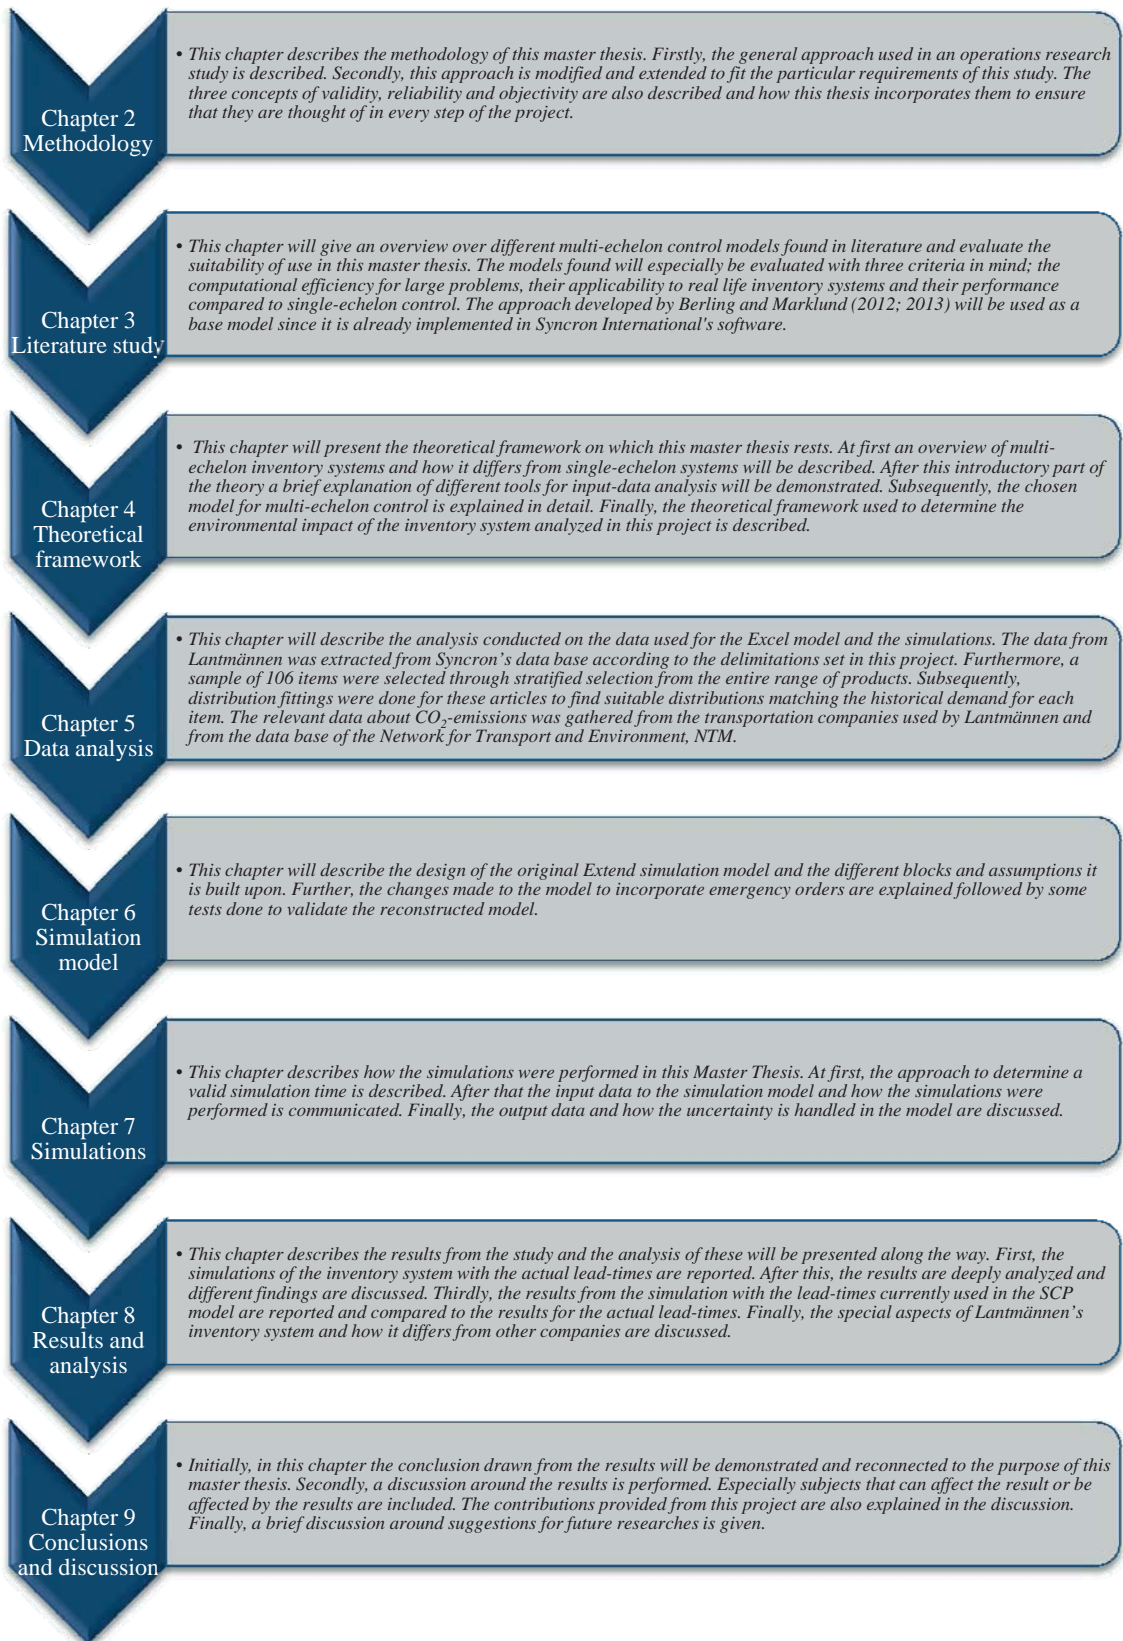 Chapter 2
Methodology
• This chapter describes the methodology of this master thesis. Firstly, the general approach used in an operations research
study is described. Secondly, this approach is modified and extended to fit the particular requirements of this study. The
three concepts of validity, reliability and objectivity are also described and how this thesis incorporates them to ensure
that they are thought of in every step of the project.
Chapter 3
Literature study
• This chapter will give an overview over different multi-echelon control models found in literature and evaluate the
suitability of use in this master thesis. The models found will especially be evaluated with three criteria in mind; the
computational efficiency for large problems, their applicability to real life inventory systems and their performance
compared to single-echelon control. The approach developed by Berling and Marklund (2012; 2013) will be used as a
base model since it is already implemented in Syncron International's software.
Chapter 4
Theoretical
framework
• This chapter will present the theoretical framework on which this master thesis rests. At first an overview of multi-
echelon inventory systems and how it differs from single-echelon systems will be described. After this introductory part of
the theory a brief explanation of different tools for input-data analysis will be demonstrated. Subsequently, the chosen
model for multi-echelon control is explained in detail. Finally, the theoretical framework used to determine the
environmental impact of the inventory system analyzed in this project is described.
Chapter 5
Data analysis
• This chapter will describe the analysis conducted on the data used for the Excel model and the simulations. The data from
Lantmännen was extracted from Syncron’s data base according to the delimitations set in this project. Furthermore, a
sample of 106 items were selected through stratified selection from the entire range of products. Subsequently,
distribution fittings were done for these articles to find suitable distributions matching the historical demand for each
item. The relevant data about CO₂-emissions was gathered from the transportation companies used by Lantmännen and
from the data base of the Network for Transport and Environment, NTM.
Chapter 6
Simulation
model
• This chapter will describe the design of the original Extend simulation model and the different blocks and assumptions it
is built upon. Further, the changes made to the model to incorporate emergency orders are explained followed by some
tests done to validate the reconstructed model.
Chapter 7
Simulations
• This chapter describes how the simulations were performed in this Master Thesis. At first, the approach to determine a
valid simulation time is described. After that the input data to the simulation model and how the simulations were
performed is communicated. Finally, the output data and how the uncertainty is handled in the model are discussed.
Chapter 8
Results and
analysis
• This chapter describes the results from the study and the analysis of these will be presented along the way. First, the
simulations of the inventory system with the actual lead-times are reported. After this, the results are deeply analyzed and
different findings are discussed. Thirdly, the results from the simulation with the lead-times currently used in the SCP
model are reported and compared to the results for the actual lead-times. Finally, the special aspects of Lantmännen’s
inventory system and how it differs from other companies are discussed.
Chapter 9
Conclusions
and discussion
• Initially, in this chapter the conclusion drawn from the results will be demonstrated and reconnected to the purpose of this
master thesis. Secondly, a discussion around the results is performed. Especially subjects that can affect the result or be
affected by the results are included. The contributions provided from this project are also explained in the discussion.
Finally, a brief discussion around suggestions for future researches is given.